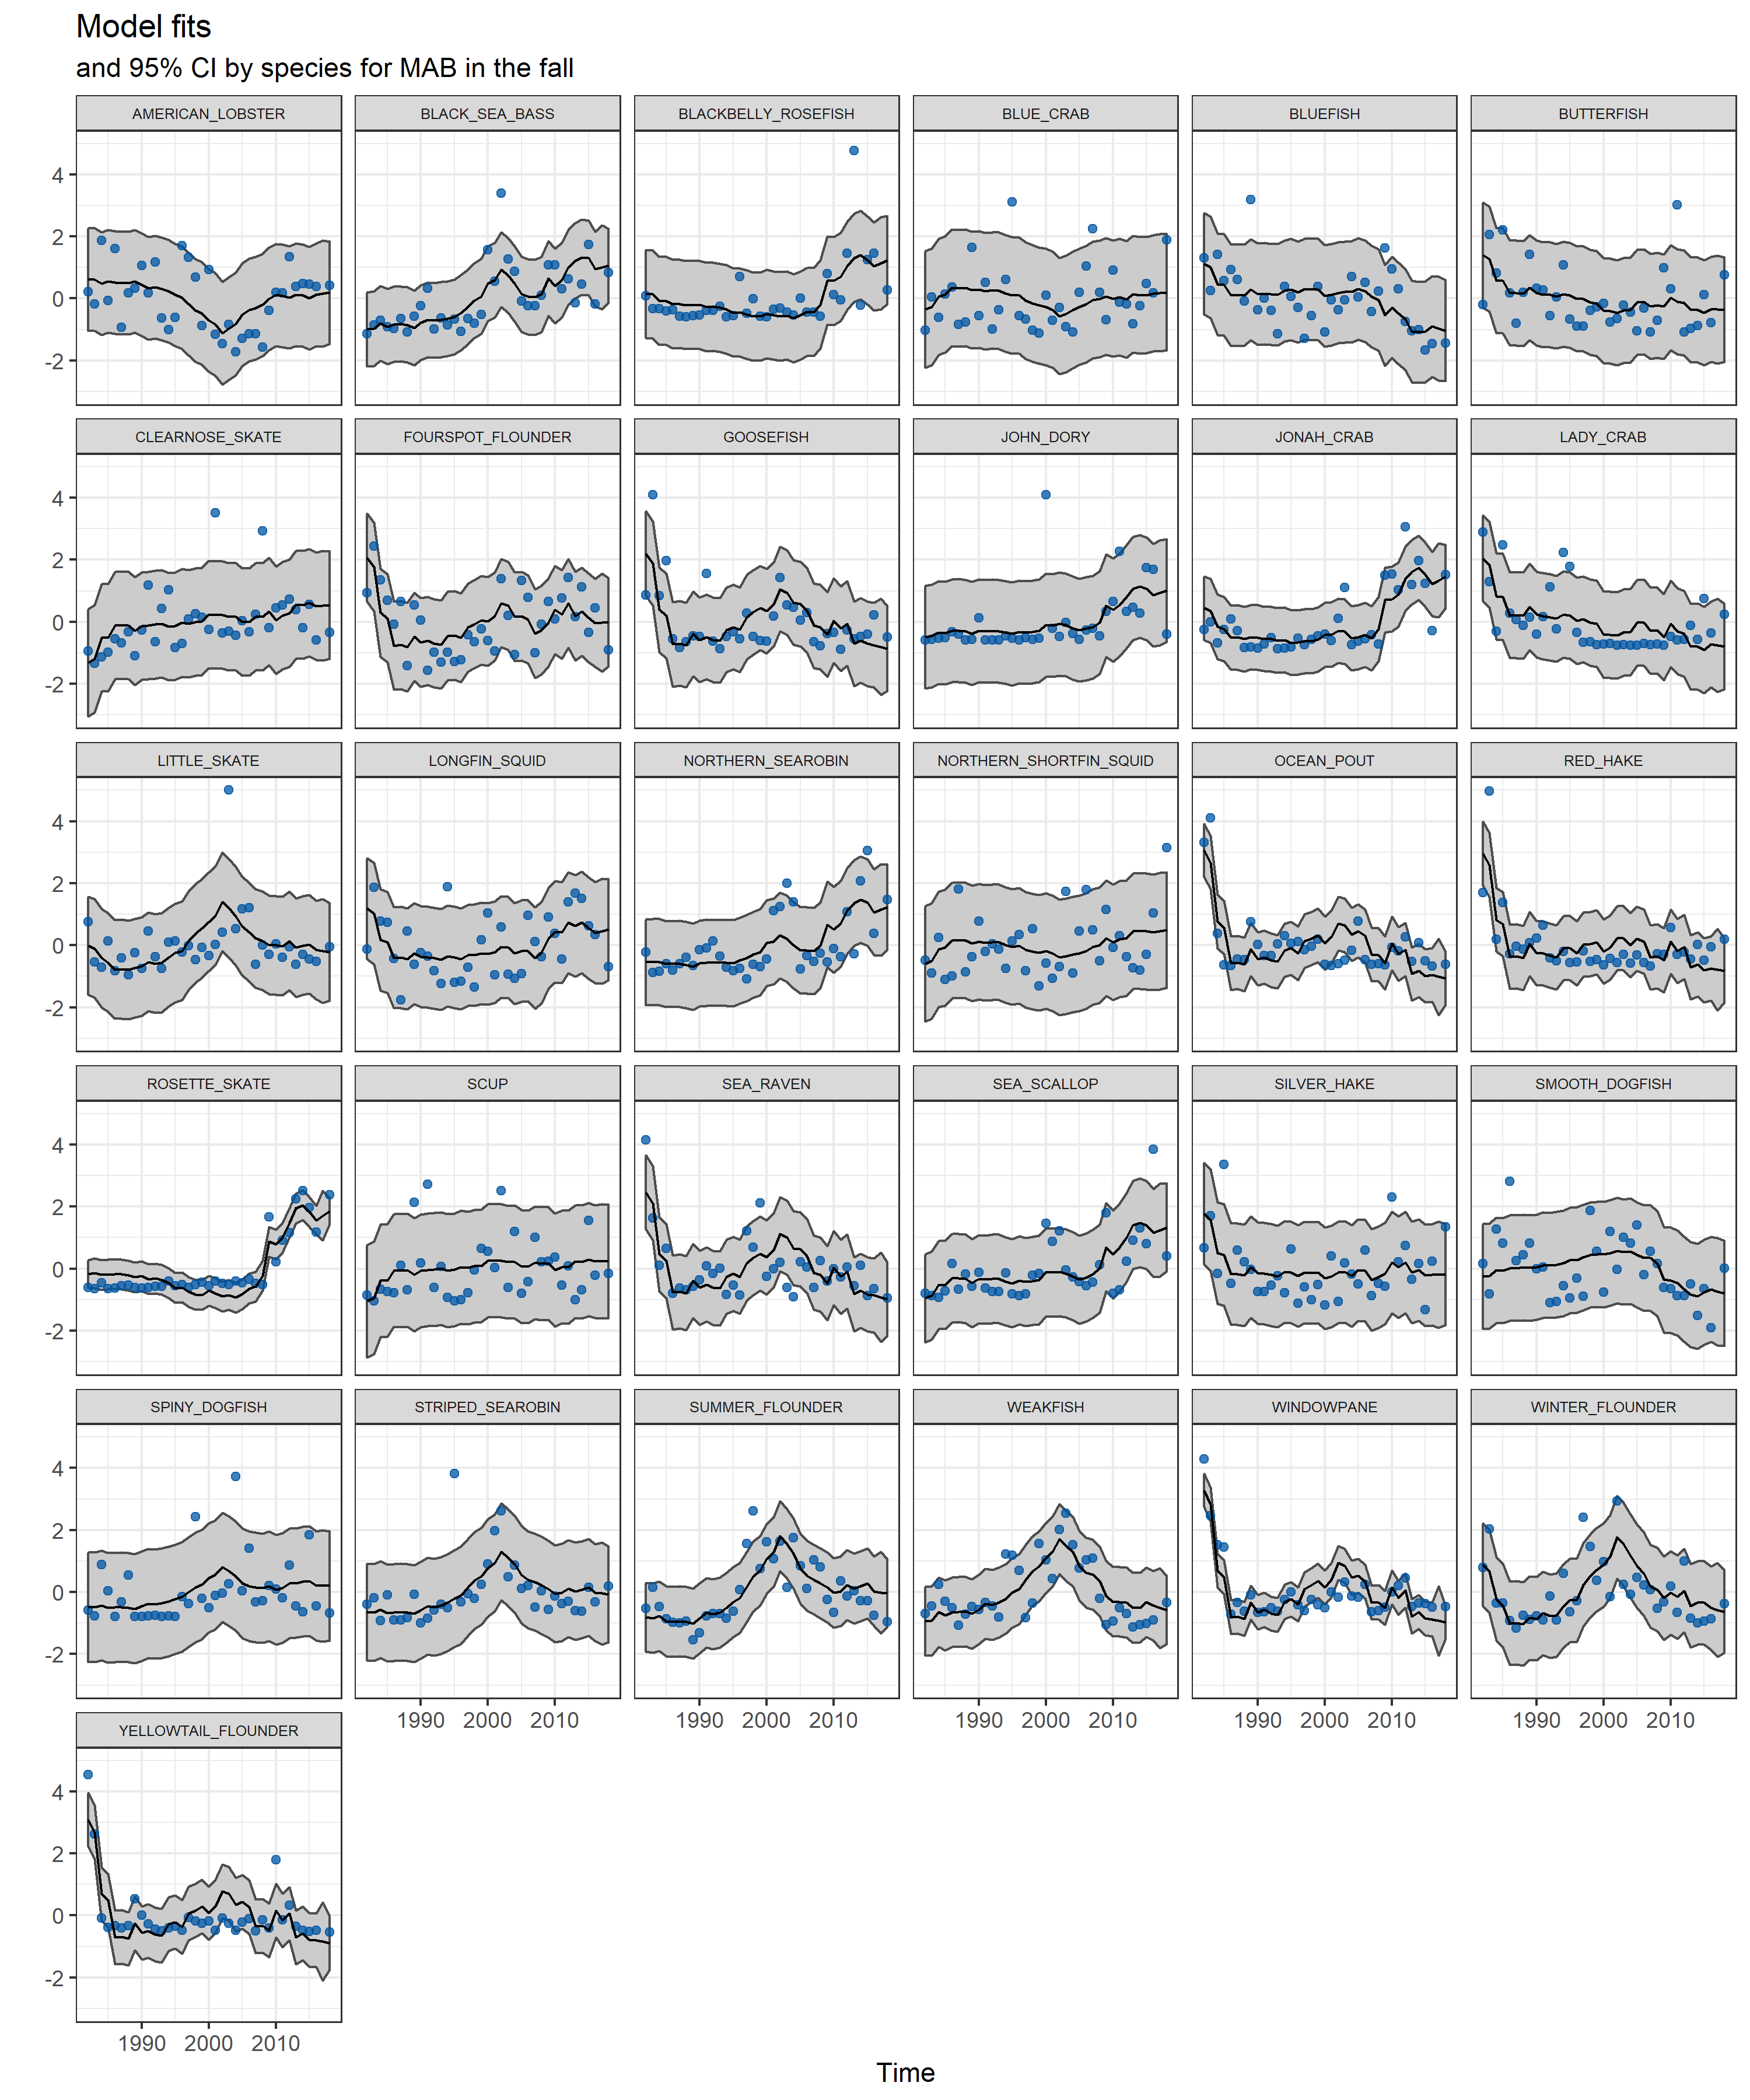 Model fits
and 95% CI by species for MAB in the fall
AMERICAN_LOBSTER BLACK_SEA_BASS BLACKBELLY_ROSEFISH BLUE_CRAB BLUEFISH BUTTERFISH
4
2
0
-2
CLEARNOSE_SKATE FOURSPOT_FLOUNDER GOOSEFISH JOHN_DORY JONAH_CRAB LADY_CRAB
4
2
0
-2
LITTLE_SKATE LONGFIN_SQUID NORTHERN_SEAROBIN NORTHERN_SHORTFIN_SQUID OCEAN_POUT RED_HAKE
4
2
0
-2
ROSETTE_SKATE SCUP SEA_RAVEN SEA_SCALLOP SILVER_HAKE SMOOTH_DOGFISH
4
2
0
-2
SPINY_DOGFISH STRIPED_SEAROBIN SUMMER_FLOUNDER WEAKFISH WINDOWPANE WINTER_FLOUNDER
4
2
0
-2
1990 2000 2010 1990 2000 2010 1990 2000 2010 1990 2000 2010 1990 2000 2010
YELLOWTAIL_FLOUNDER
4
2
0
-2
1990 2000 2010
Time